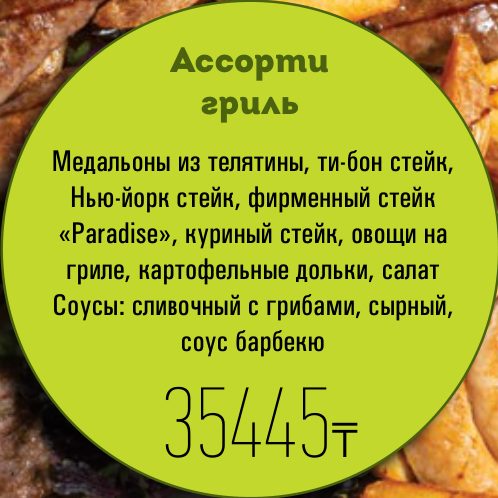 Ассорти
гриль
Медальоны из телятины, ти-бон стейк,
Нью-йорк стейк, фирменный стейк
«Paradise», куриный стейк, овощи на
гриле, картофельные дольки, салат
Соусы: сливочный с грибами, сырный,
соус барбекю
35445₸